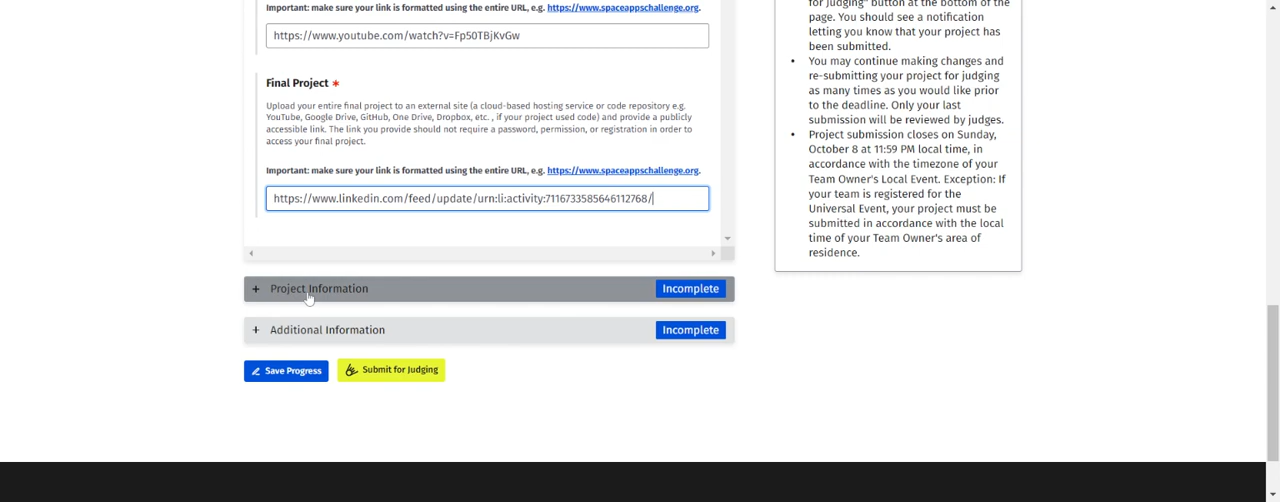 Important: make sure your link is formatted using the entire URL, e.g. https://www.spaceappschallenge.org.
https://www.youtube.com/watch?v=Fp50TBjKvGw
Final Project *
Upload your entire final project to an external site (a cloud-based hosting service or code repository e.g.
YouTube, Google Drive, GitHub, One Drive, Dropbox, etc. , if your project used code) and provide a publicly
accessible link. The link you provide should not require a password, permission, or registration in order to
access your final project.
Important: make sure your link is formatted using the entire URL, e.g. https://www.spaceappschallenge.org.
https://www.linkedin.com/feed/update/urn:li:activity:7116733585646112768/
+ Project Information Incomplete
+ Additional Information Incomplete
Save Progress Submit for Judging
for Judging" button at the bottom of the
page. You should see a notification
letting you know that your project has
been submitted.
• You may continue making changes and
re-submitting your project for judging
as many times as you would like prior
to the deadline. Only your last
submission will be reviewed by judges.
• Project submission closes on Sunday,
October 8 at 11:59 PM local time, in
accordance with the timezone of your
Team Owner's Local Event. Exception: If
your team is registered for the
Universal Event, your project must be
submitted in accordance with the local
time of your Team Owner's area of
residence.